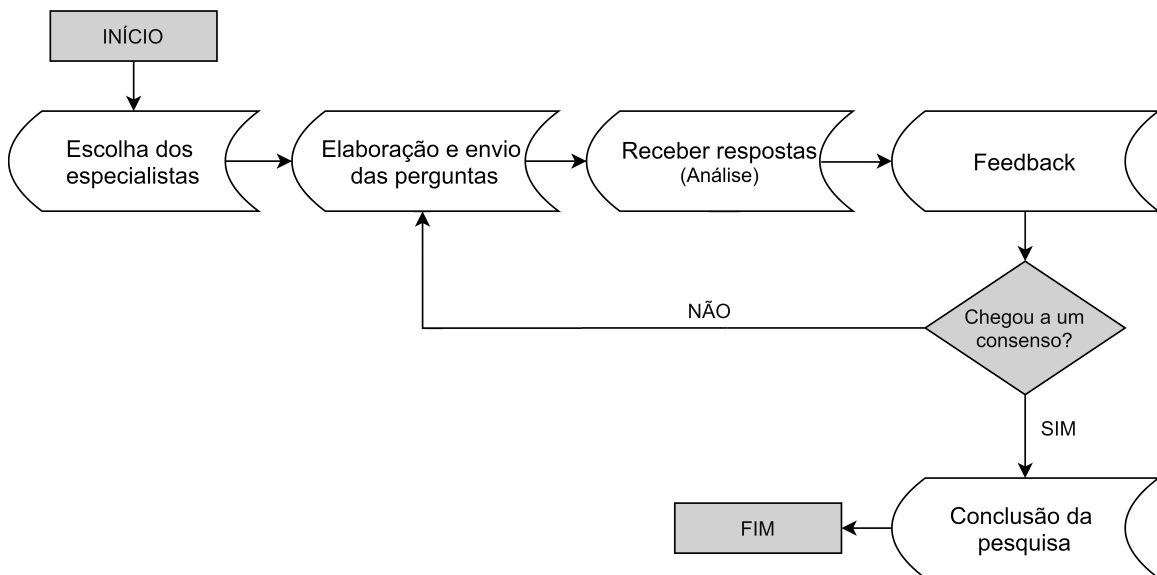 INÍCIO
Escolha dos
especialistas
Elaboração e envio
das perguntas
Receber respostas
(Análise)
Feedback
Chegou a um
consenso?
NÃO
SIM
Conclusão da
pesquisa
FIM